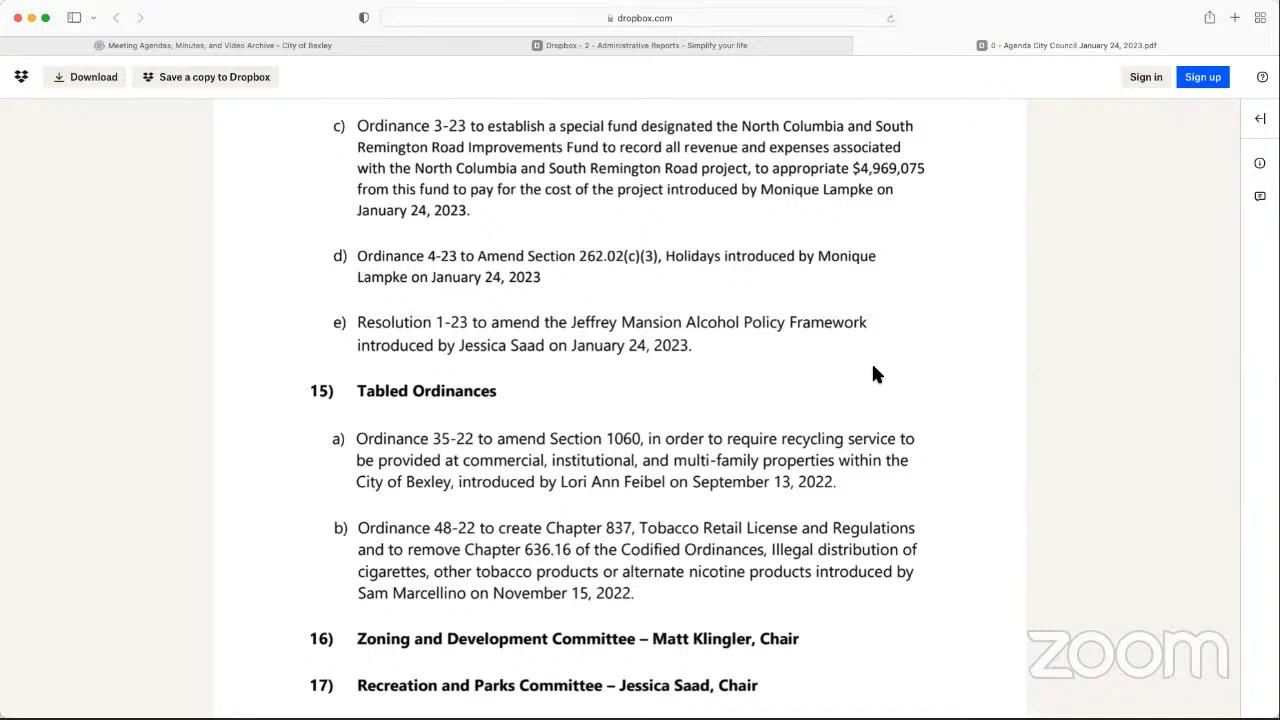 dropbox.com
Meeting Agendas, Minutes, and Video Archive - City of Bexley
Dropbox - 2 - Administrative Reports - Simplify your life
0 - Agenda City Council January 24, 2023.pdf
Download
Save a copy to Dropbox
Sign in
Sign up
c) Ordinance 3-23 to establish a special fund designated the North Columbia and South
Remington Road Improvements Fund to record all revenue and expenses associated
with the North Columbia and South Remington Road project, to appropriate $4,969,075
from this fund to pay for the cost of the project introduced by Monique Lampke on
January 24, 2023.
d) Ordinance 4-23 to Amend Section 262.02(c)(3), Holidays introduced by Monique
Lampke on January 24, 2023
e) Resolution 1-23 to amend the Jeffrey Mansion Alcohol Policy Framework
introduced by Jessica Saad on January 24, 2023.
15) Tabled Ordinances
a) Ordinance 35-22 to amend Section 1060, in order to require recycling service to
be provided at commercial, institutional, and multi-family properties within the
City of Bexley, introduced by Lori Ann Feibel on September 13, 2022.
b) Ordinance 48-22 to create Chapter 837, Tobacco Retail License and Regulations
and to remove Chapter 636.16 of the Codified Ordinances, Illegal distribution of
cigarettes, other tobacco products or alternate nicotine products introduced by
Sam Marcellino on November 15, 2022.
16) Zoning and Development Committee – Matt Klingler, Chair
17) Recreation and Parks Committee – Jessica Saad, Chair
zoom